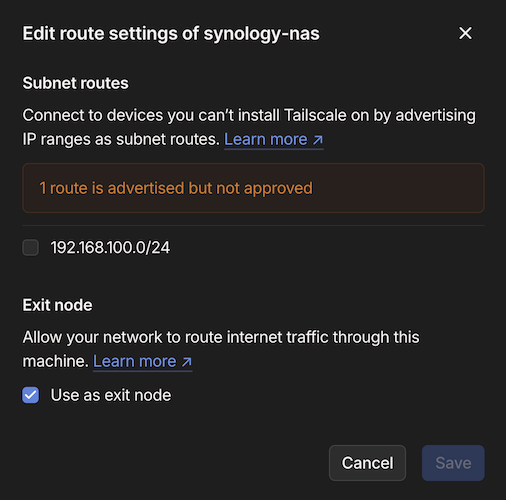 Edit route settings of synology-nas
Subnet routes
Connect to devices you can’t install Tailscale on by advertising
IP ranges as subnet routes. Learn more ↗
1 route is advertised but not approved
192.168.100.0/24
Exit node
Allow your network to route internet traffic through this
machine. Learn more ↗
Use as exit node
Cancel
Save